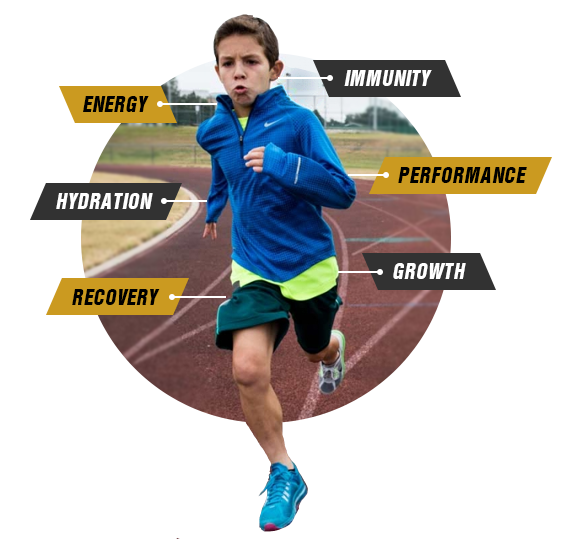 IMMUNITY
ENERGY
PERFORMANCE
HYDRATION
GROWTH
RECOVERY